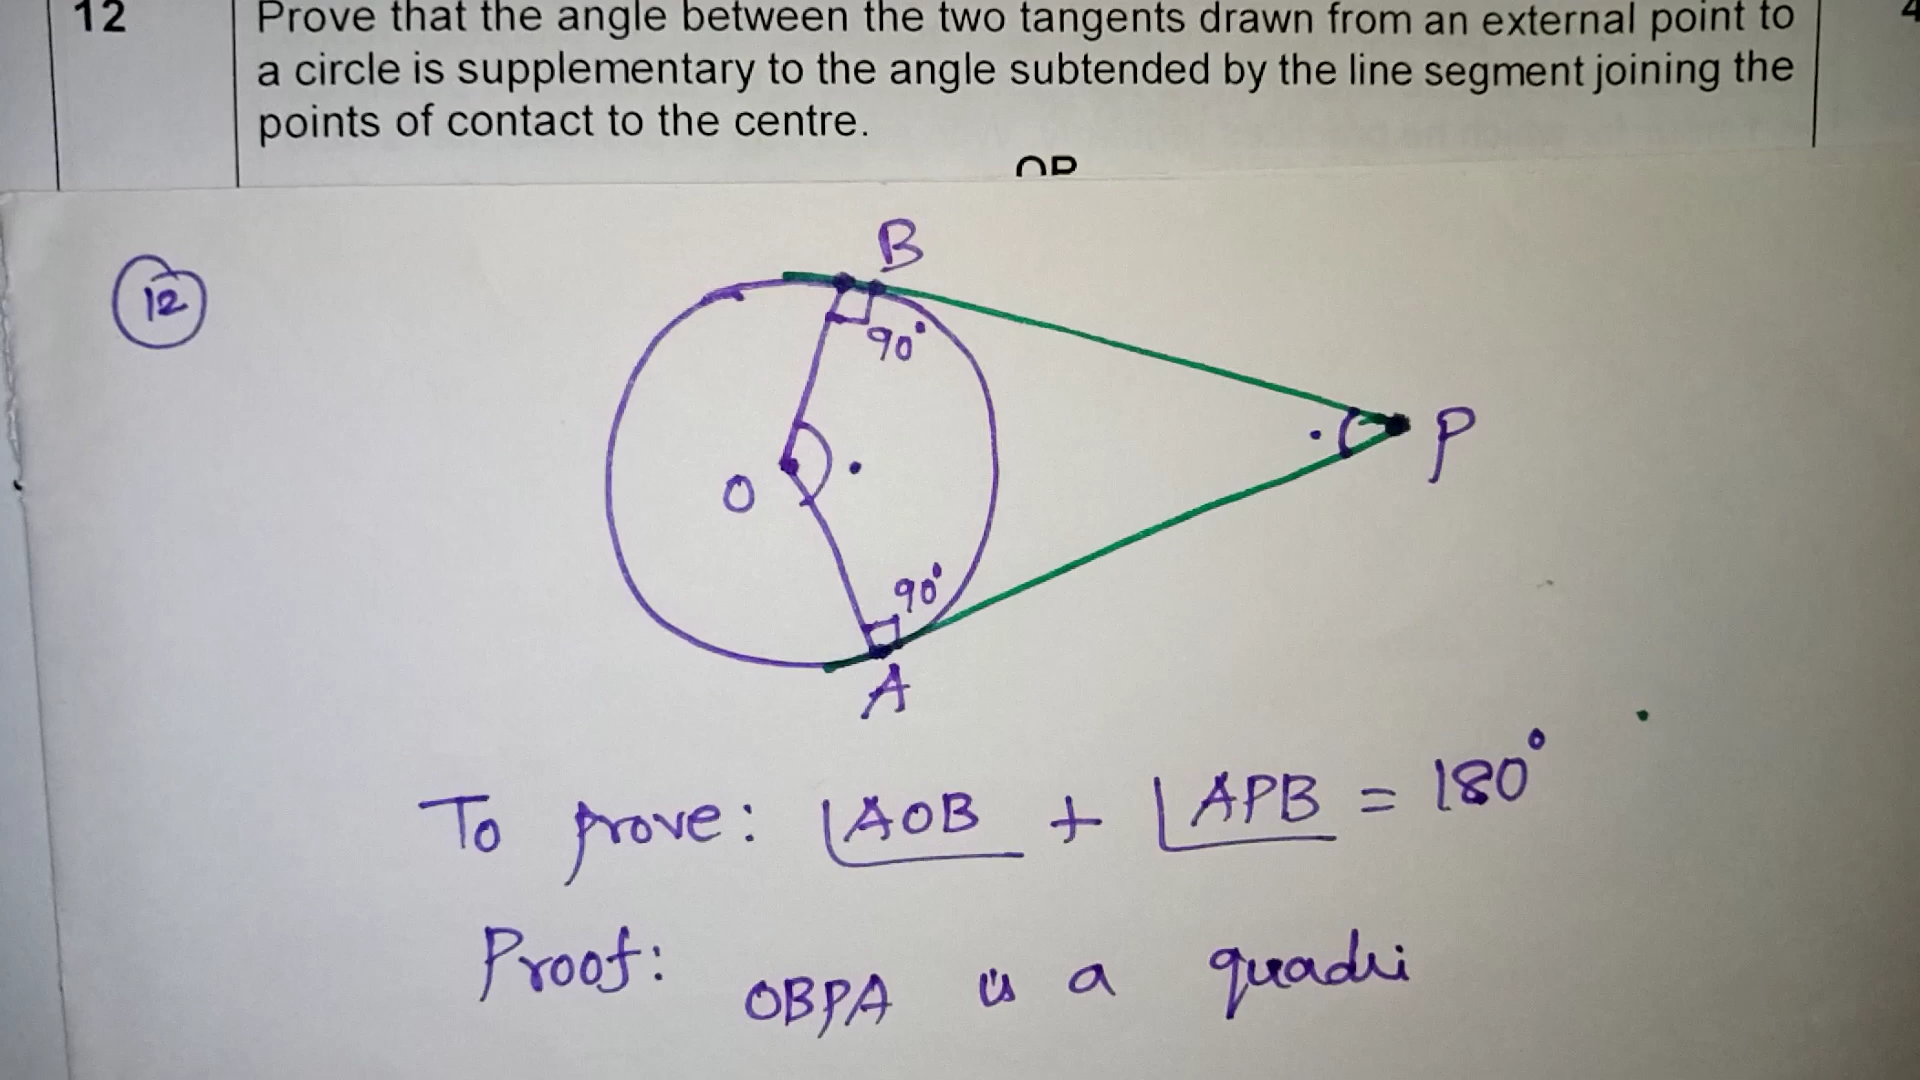 12 Prove that the angle between the two tangents drawn from an external point to 4
a circle is supplementary to the angle subtended by the line segment joining the
points of contact to the centre.
OR
12
B
90°
P
O
90°
A
To prove: ∠AOB + ∠APB = 180°
Proof: OBPA is a quadri